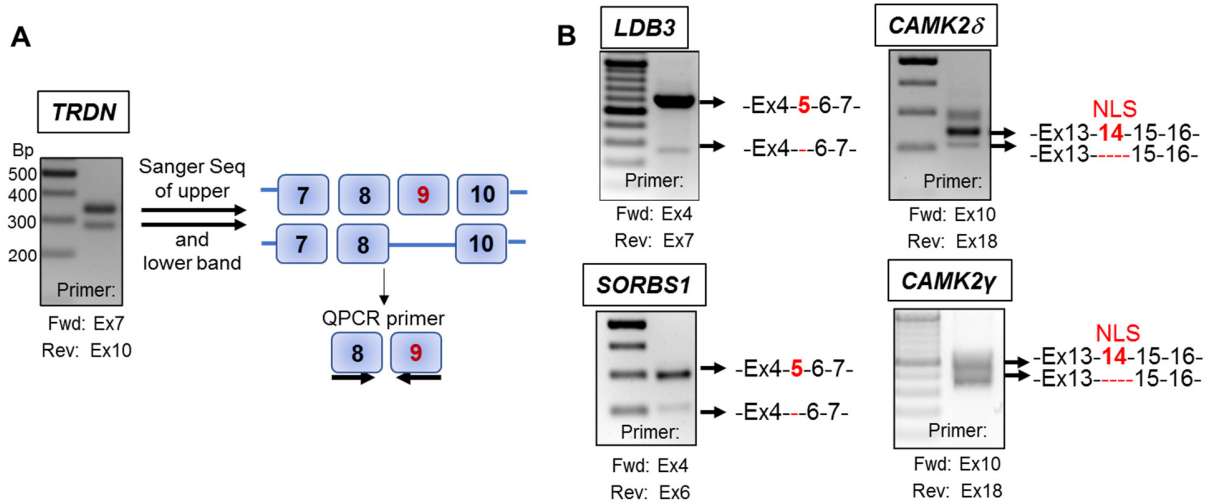 A
TRDN
Bp
500
400
300
200
Primer:
Fwd: Ex7
Rev: Ex10
Sanger Seq
of upper
and
lower band
7 8 9 10
7 8 10
QPCR primer
8 9
B
LDB3
Primer:
Fwd: Ex4
Rev: Ex7
-Ex4-5-6-7-
-Ex4---6-7-
CAMK2δ
Primer:
Fwd: Ex10
Rev: Ex18
NLS
-Ex13-14-15-16-
-Ex13-----15-16-
SORBS1
Primer:
Fwd: Ex4
Rev: Ex6
-Ex4-5-6-7-
-Ex4---6-7-
CAMK2γ
Primer:
Fwd: Ex10
Rev: Ex18
NLS
-Ex13-14-15-16-
-Ex13-----15-16-